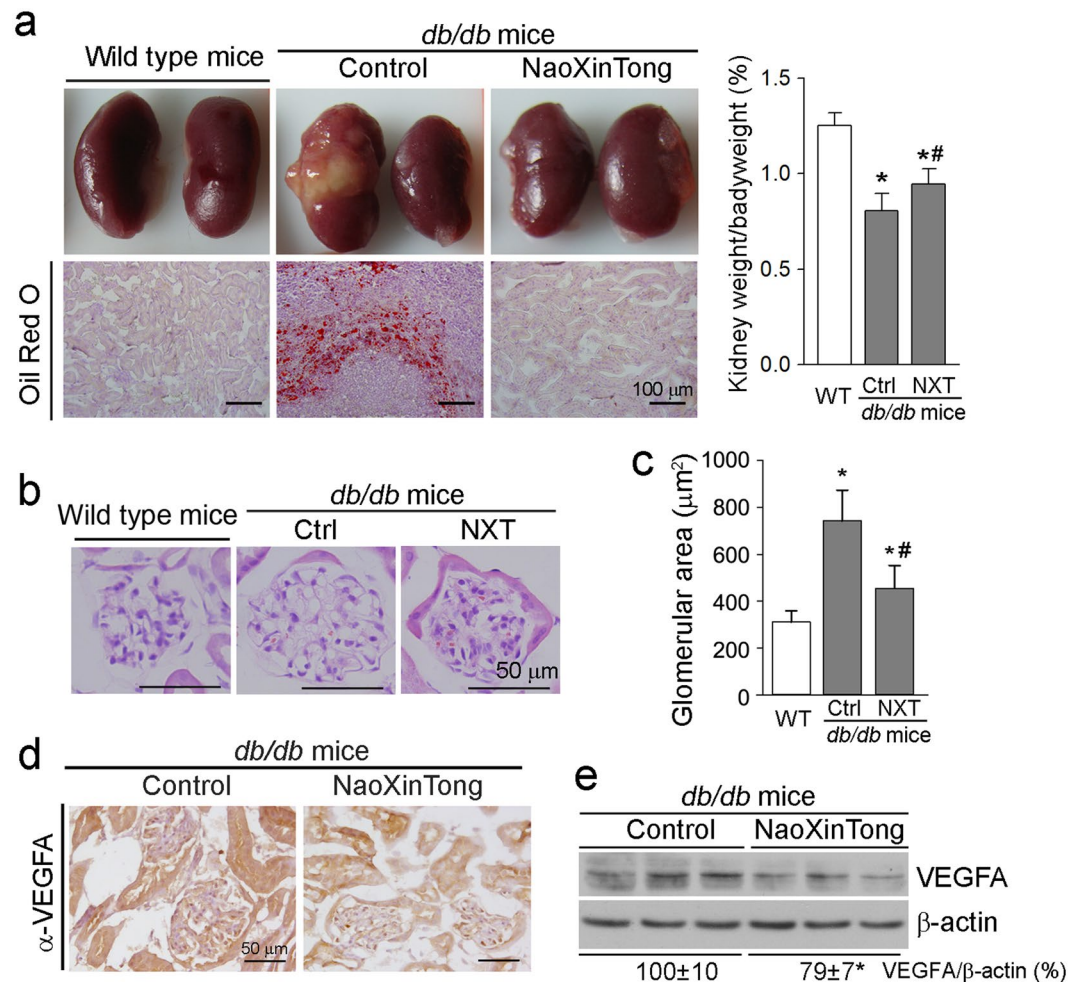 a
Wild type mice
db/db mice
Control
NaoXinTong
Oil Red O
100 μm
Kidney weight/badyweight (%)
1.5
1.0
0.5
0.0
*
*#
WT
Ctrl
NXT
db/db mice
b
Wild type mice
db/db mice
Ctrl
NXT
50 μm
c
Glomerular area (μm²)
1000
800
600
400
200
0
*
*#
WT
Ctrl
NXT
db/db mice
d
db/db mice
Control
NaoXinTong
α-VEGFA
50 μm
e
db/db mice
Control
NaoXinTong
VEGFA
β-actin
100±10
79±7*
VEGFA/β-actin (%)